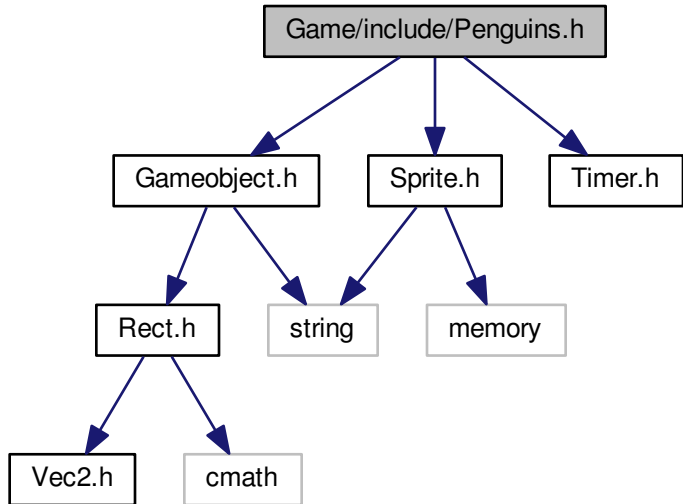 Game/include/Penguins.h
Gameobject.h
Sprite.h
Timer.h
Rect.h
string
memory
Vec2.h
cmath